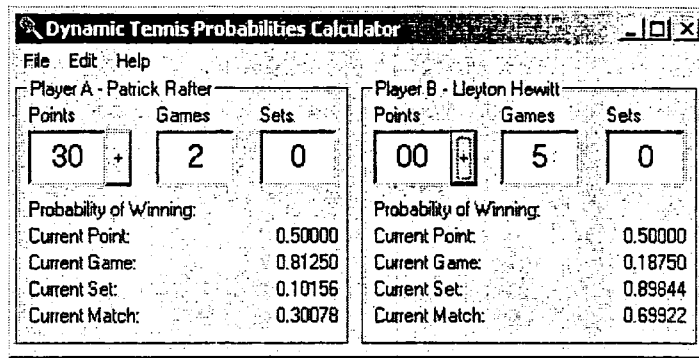 Dynamic Tennis Probabilities Calculator
File Edit Help
Player A - Patrick Rafter
Points Games Sets
30 + 2 0
Probability of Winning:
Current Point: 0.50000
Current Game: 0.81250
Current Set: 0.10156
Current Match: 0.30078
Player B - Lleyton Hewitt
Points Games Sets
00 + 5 0
Probability of Winning:
Current Point: 0.50000
Current Game: 0.18750
Current Set: 0.89844
Current Match: 0.69922